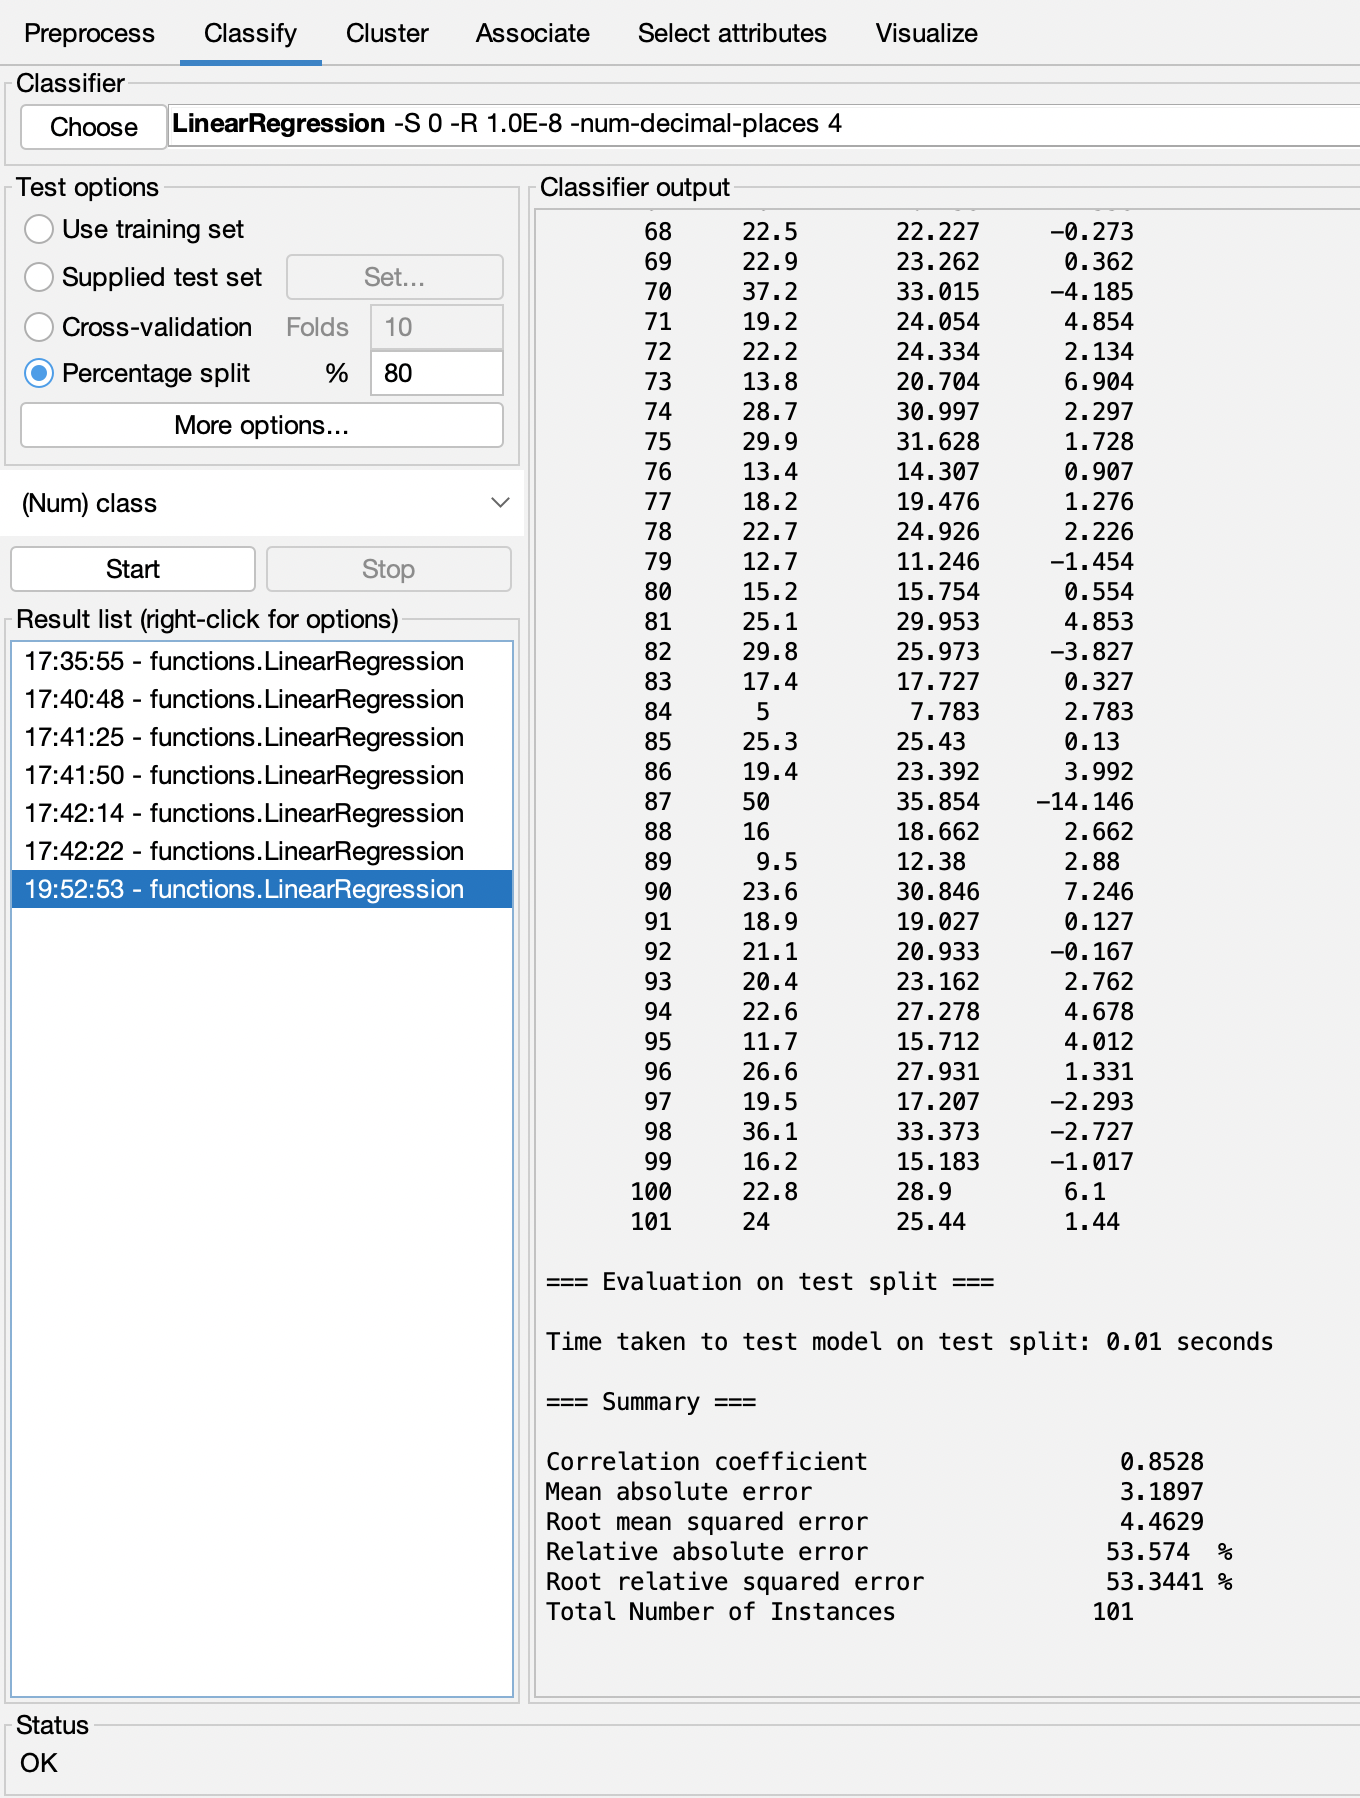 Preprocess Classify Cluster Associate Select attributes Visualize
Classifier
Choose LinearRegression -S 0 -R 1.0E-8 -num-decimal-places 4
Test options
Use training set
Supplied test set Set...
Cross-validation Folds 10
Percentage split % 80
More options...
(Num) class
Start Stop
Result list (right-click for options)
17:35:55 - functions.LinearRegression
17:40:48 - functions.LinearRegression
17:41:25 - functions.LinearRegression
17:41:50 - functions.LinearRegression
17:42:14 - functions.LinearRegression
17:42:22 - functions.LinearRegression
19:52:53 - functions.LinearRegression
Classifier output
68 22.5 22.227 -0.273
69 22.9 23.262 0.362
70 37.2 33.015 -4.185
71 19.2 24.054 4.854
72 22.2 24.334 2.134
73 13.8 20.704 6.904
74 28.7 30.997 2.297
75 29.9 31.628 1.728
76 13.4 14.307 0.907
77 18.2 19.476 1.276
78 22.7 24.926 2.226
79 12.7 11.246 -1.454
80 15.2 15.754 0.554
81 25.1 29.953 4.853
82 29.8 25.973 -3.827
83 17.4 17.727 0.327
84 5 7.783 2.783
85 25.3 25.43 0.13
86 19.4 23.392 3.992
87 50 35.854 -14.146
88 16 18.662 2.662
89 9.5 12.38 2.88
90 23.6 30.846 7.246
91 18.9 19.027 0.127
92 21.1 20.933 -0.167
93 20.4 23.162 2.762
94 22.6 27.278 4.678
95 11.7 15.712 4.012
96 26.6 27.931 1.331
97 19.5 17.207 -2.293
98 36.1 33.373 -2.727
99 16.2 15.183 -1.017
100 22.8 28.9 6.1
101 24 25.44 1.44
=== Evaluation on test split ===
Time taken to test model on test split: 0.01 seconds
=== Summary ===
Correlation coefficient 0.8528
Mean absolute error 3.1897
Root mean squared error 4.4629
Relative absolute error 53.574 %
Root relative squared error 53.3441 %
Total Number of Instances 101
Status
OK